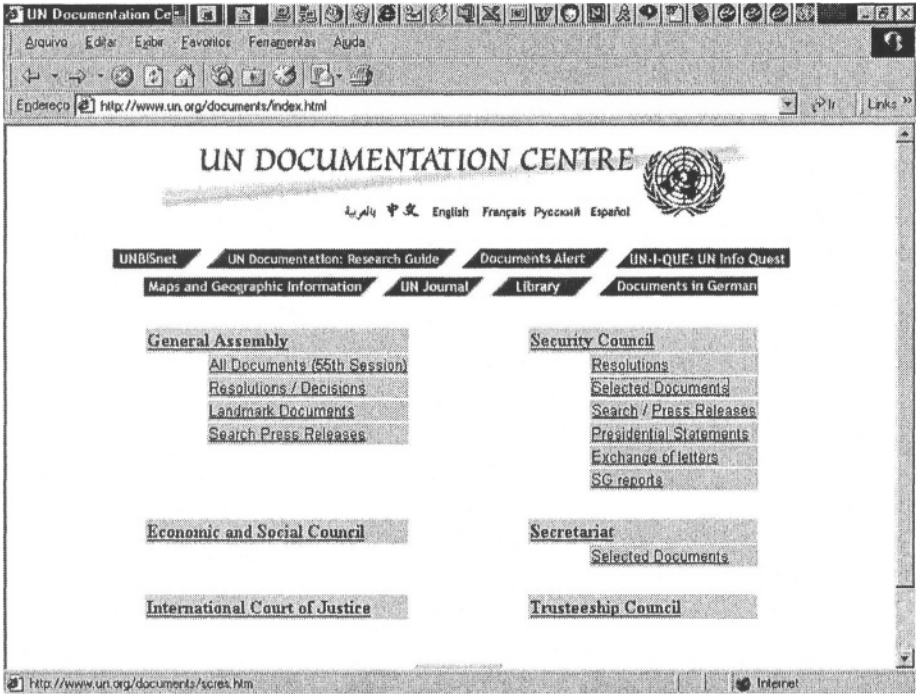 UN Documentation Ce
Arquivo Editar Exibir Favoritos Ferramentas Ajuda
Endereço http://www.un.org/documents/index.html Ir Links »
UN DOCUMENTATION CENTRE
بالعربية 中文 English Français Русский Español
UNBISnet UN Documentation: Research Guide Documents Alert UN-I-QUE: UN Info Quest
Maps and Geographic Information UN Journal Library Documents in German
General Assembly
All Documents (55th Session)
Resolutions / Decisions
Landmark Documents
Search Press Releases
Security Council
Resolutions
Selected Documents
Search / Press Releases
Presidential Statements
Exchange of letters
SG reports
Economic and Social Council
Secretariat
Selected Documents
International Court of Justice
Trusteeship Council
http://www.un.org/documents/scres.htm Internet